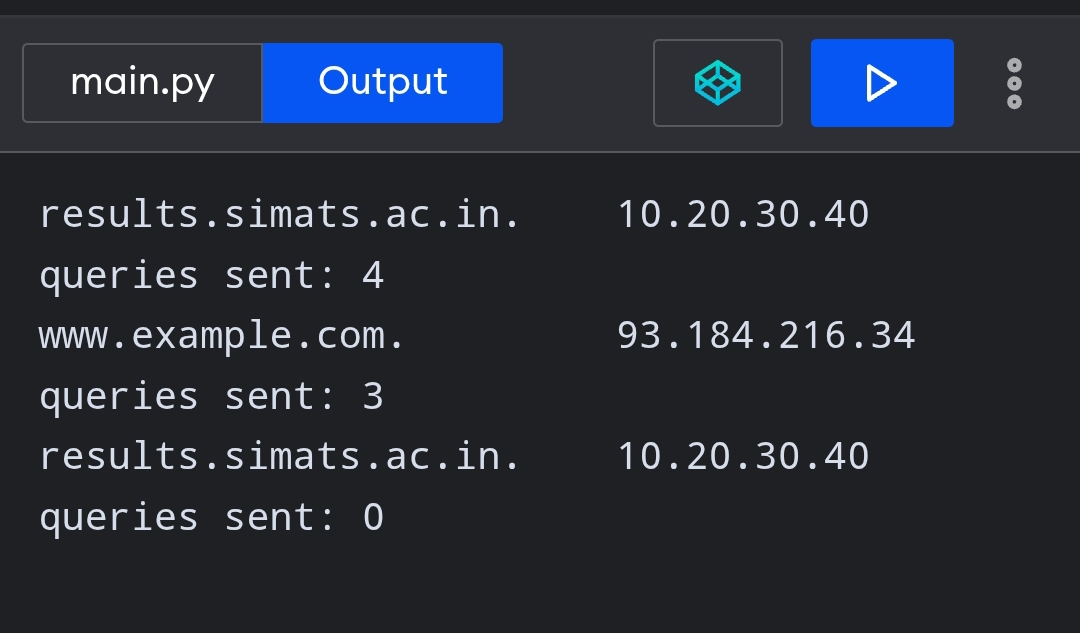 main.py Output
results.simats.ac.in. 10.20.30.40
queries sent: 4
www.example.com. 93.184.216.34
queries sent: 3
results.simats.ac.in. 10.20.30.40
queries sent: 0